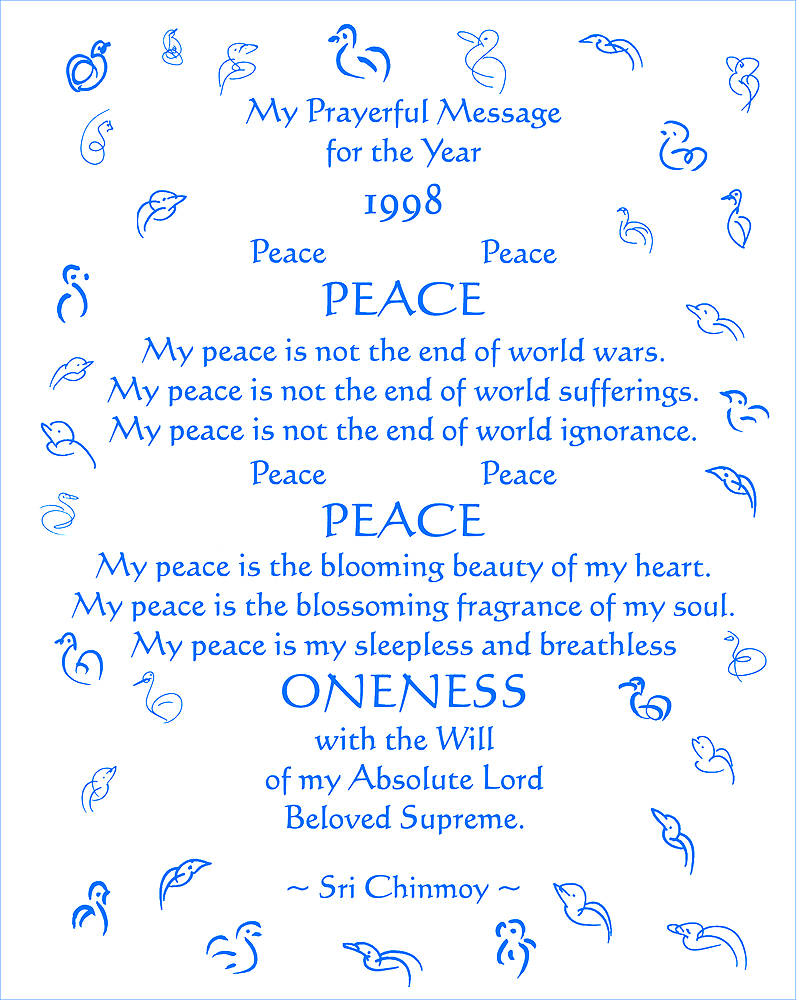 My Prayerful Message
for the Year
1998
Peace Peace
PEACE
My peace is not the end of world wars.
My peace is not the end of world sufferings.
My peace is not the end of world ignorance.
Peace Peace
PEACE
My peace is the blooming beauty of my heart.
My peace is the blossoming fragrance of my soul.
My peace is my sleepless and breathless
ONENESS
with the Will
of my Absolute Lord
Beloved Supreme.
~ Sri Chinmoy ~